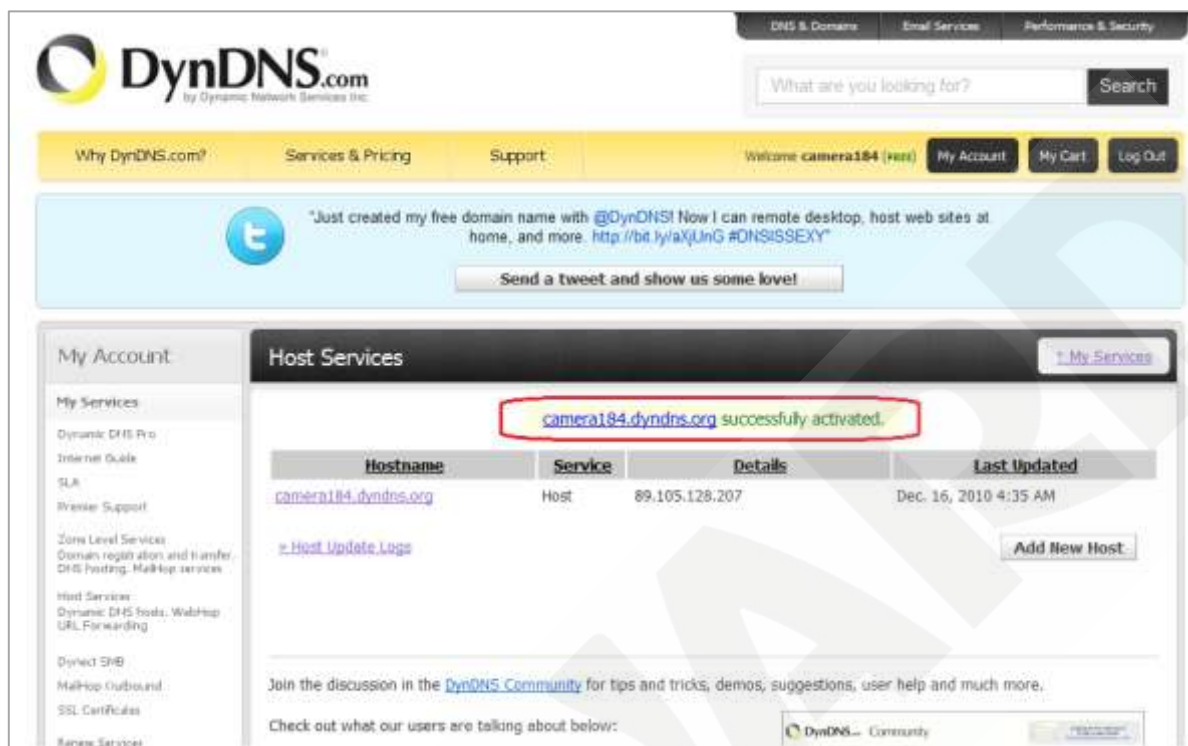 DNS & Domains Email Services Performance & Security
DynDNS.com
by Dynamic Network Services Inc.
What are you looking for? Search
Why DynDNS.com? Services & Pricing Support Welcome camera184 (FREE) My Account My Cart Log Out
"Just created my free domain name with @DynDNS! Now I can remote desktop, host web sites at
home, and more. http://bit.ly/aXjUnG #DNSISSEXY"
Send a tweet and show us some love!
My Account
My Services
Dynamic DNS Pro
Internet Guide
SLA
Premier Support
Zone Level Services
Domain registration and transfer,
DNS hosting, MailHop services
Host Services
Dynamic DNS hosts, WebHop
URL Forwarding
Dynect SMB
MailHop Outbound
SSL Certificates
Renew Services
Host Services ↑ My Services
camera184.dyndns.org successfully activated.
Hostname Service Details Last Updated
camera184.dyndns.org Host 89.105.128.207 Dec. 16, 2010 4:35 AM
» Host Update Logs Add New Host
Join the discussion in the DynDNS Community for tips and tricks, demos, suggestions, user help and much more.
Check out what our users are talking about below:
DynDNS... Community